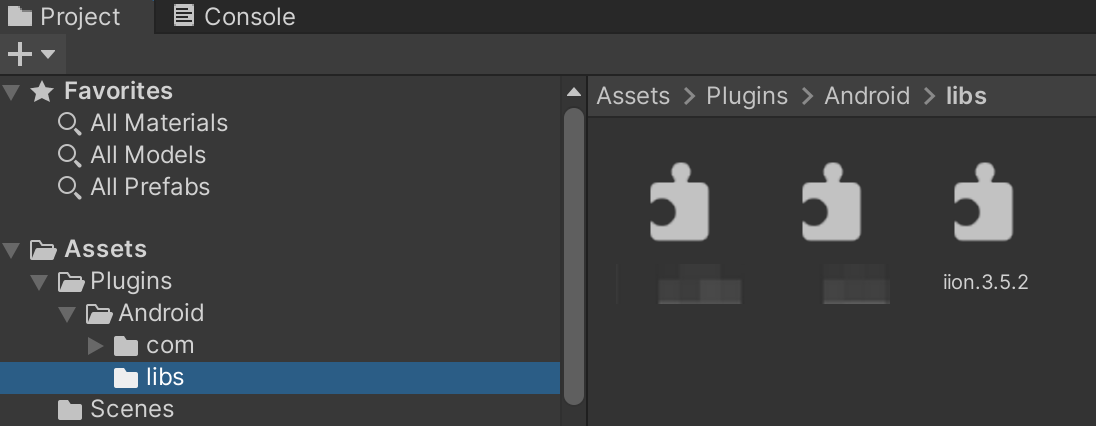 Project
Console
Favorites
All Materials
All Models
All Prefabs
Assets
Plugins
Android
com
libs
Scenes
Assets > Plugins > Android > libs
iion.3.5.2